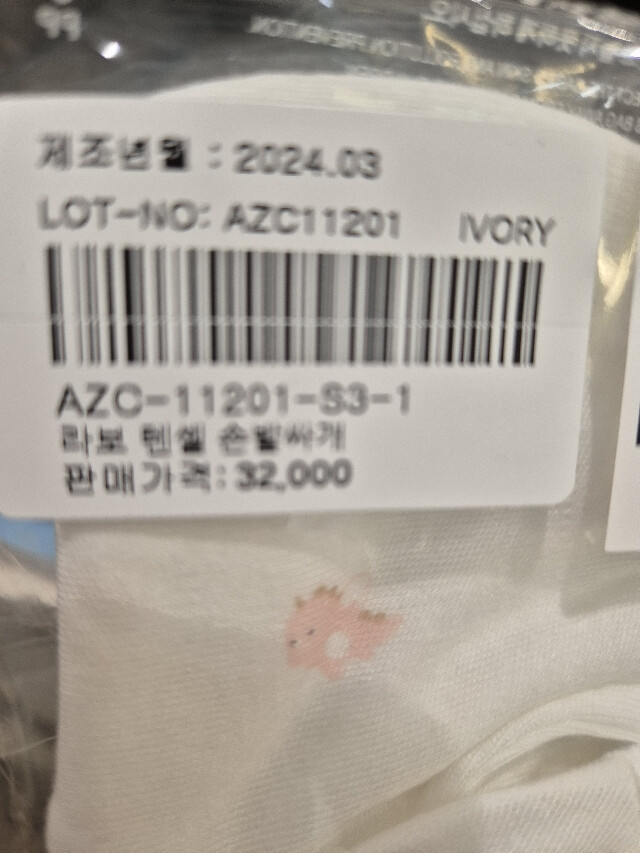 제조년월 : 2024.03
LOT-NO: AZC11201 IVORY
AZC-11201-S3-1
라보 텐셀 손발싸개
판매가격: 32,000